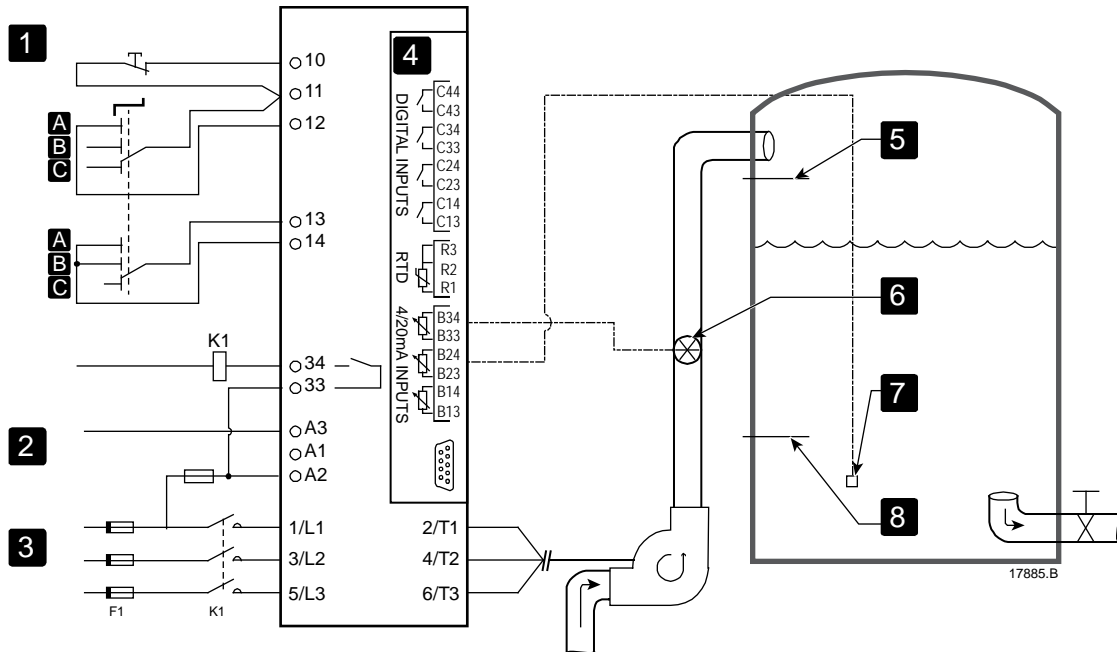 1
10
11
12
A
B
C
13
14
A
B
C
K1
34
33
2
A3
A1
A2
3
1/L1
3/L2
5/L3
F1
K1
2/T1
4/T2
6/T3
4
DIGITAL INPUTS
C44
C43
C34
C33
C24
C23
C14
C13
RTD
R3
R2
R1
4/20mA INPUTS
B34
B33
B24
B23
B14
B13
5
6
7
8
17885.B